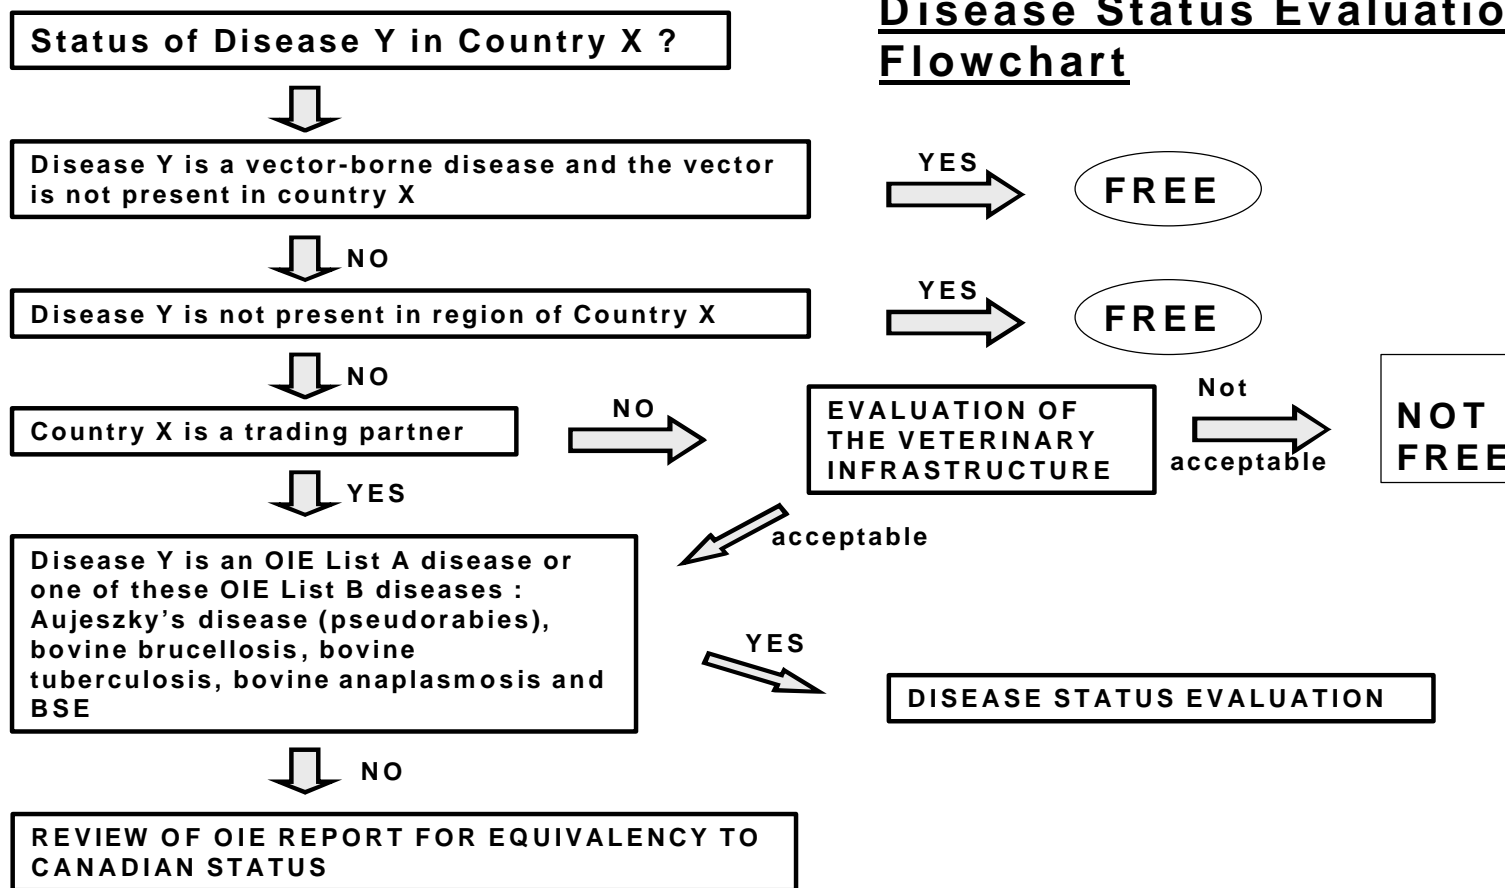 Disease Status Evaluatio
Flowchart
Status of Disease Y in Country X ?
Disease Y is a vector-borne disease and the vector
is not present in country X
YES
FREE
NO
Disease Y is not present in region of Country X
YES
FREE
NO
Country X is a trading partner
NO
EVALUATION OF
THE VETERINARY
INFRASTRUCTURE
Not
acceptable
NOT
FREE
YES
acceptable
Disease Y is an OIE List A disease or
one of these OIE List B diseases :
Aujeszky’s disease (pseudorabies),
bovine brucellosis, bovine
tuberculosis, bovine anaplasmosis and
BSE
YES
DISEASE STATUS EVALUATION
NO
REVIEW OF OIE REPORT FOR EQUIVALENCY TO
CANADIAN STATUS